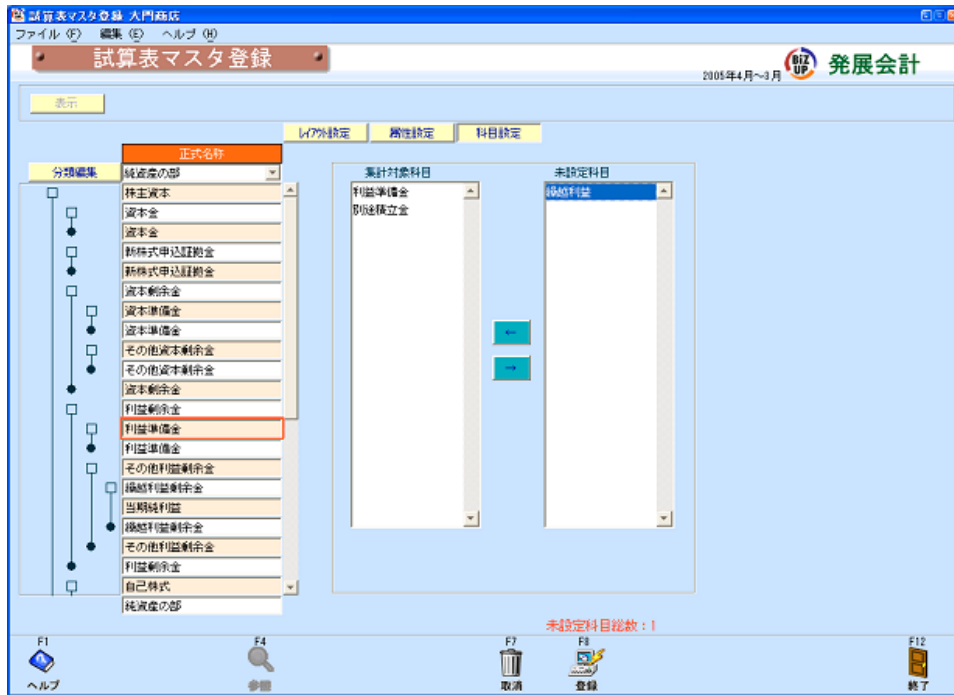 試算表マスタ登録 大門商店
ファイル (F) 編集 (E) ヘルプ (H)
試算表マスタ登録
2005年4月～3月 BIZ UP 発展会計
表示
レイアウト設定 属性設定 科目設定
正式名称
分類編集 純資産の部
集計対象科目 未設定科目
株主資本
利益準備金 繰越利益
資本金
別途積立金
資本金
新株式申込証拠金
新株式申込証拠金
資本剰余金
資本準備金
資本準備金
←
その他資本剰余金
その他資本剰余金
→
資本剰余金
利益剰余金
利益準備金
利益準備金
その他利益剰余金
繰越利益剰余金
当期純利益
繰越利益剰余金
その他利益剰余金
利益剰余金
自己株式
純資産の部
未設定科目総数：1
F1 F4 F7 F8 F12
ヘルプ 参照 取消 登録 終了